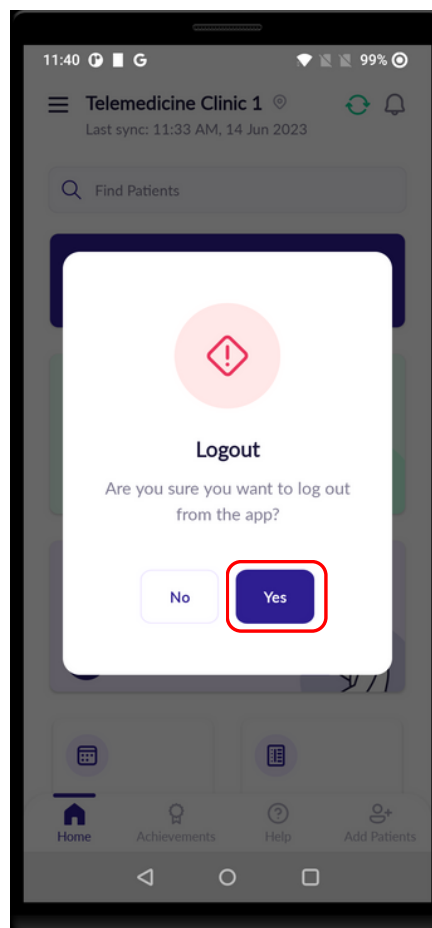 11:40 G 99%
Telemedicine Clinic 1
Last sync: 11:33 AM, 14 Jun 2023
Find Patients
Logout
Are you sure you want to log out
from the app?
No Yes
Home Achievements Help Add Patients